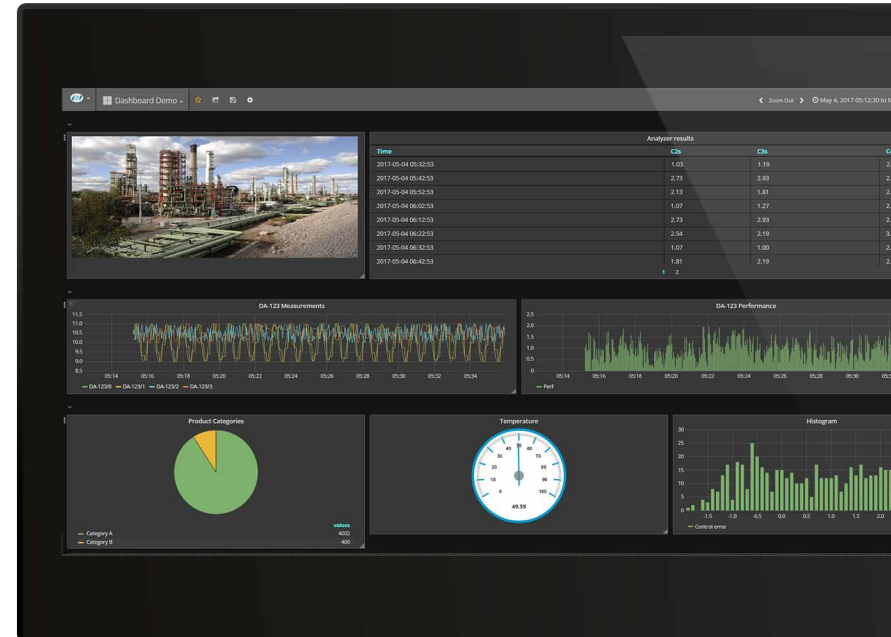 Dashboard Demo
Zoom Out
May 4, 2017 05:12:30 to
Analyzer results
Time C2s C3s
2017-05-04 05:32:53 1.03 1.19
2017-05-04 05:42:53 2.73 2.93
2017-05-04 05:52:53 2.13 1.81
2017-05-04 06:02:53 1.07 1.27
2017-05-04 06:12:53 2.73 2.93
2017-05-04 06:22:53 2.54 2.19
2017-05-04 06:32:53 1.07 1.00
2017-05-04 06:42:53 1.81 2.19
1 2
DA-123 Measurements
11.5
11.0
10.5
10.0
9.5
9.0
8.5
05:14 05:16 05:18 05:20 05:22 05:24 05:26 05:28 05:30 05:32 05:34
DA-123/0 DA-123/1 DA-123/2 DA-123/3
DA-123 Performance
2.5
2.0
1.5
1.0
0.5
0
05:14 05:16 05:18 05:20 05:22 05:24 05:26 05:28 05:30
Perf
Product Categories
values
Category A 4002
Category B 400
Temperature
0 10 20 30 40 50 60 70 80 90 100
49.59
Histogram
30
25
20
15
10
5
0
-1.5 -1.0 -0.5 0.0 0.5 1.0 1.5 2.0
Control error